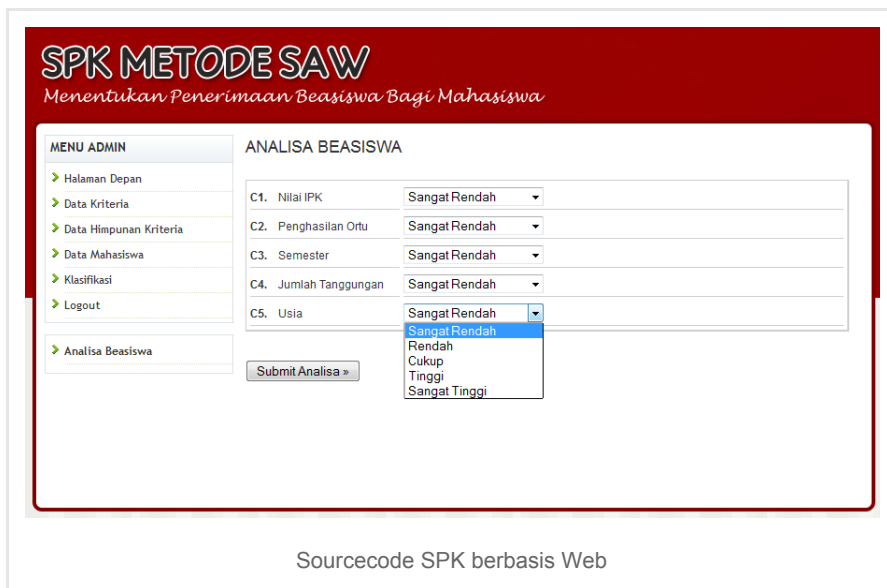 SPK METODE SAW
Menentukan Penerimaan Beasiswa Bagi Mahasiswa
MENU ADMIN
Halaman Depan
Data Kriteria
Data Himpunan Kriteria
Data Mahasiswa
Klasifikasi
Logout
Analisa Beasiswa
ANALISA BEASISWA
C1. Nilai IPK Sangat Rendah
C2. Penghasilan Ortu Sangat Rendah
C3. Semester Sangat Rendah
C4. Jumlah Tanggungan Sangat Rendah
C5. Usia Sangat Rendah
Sangat Rendah
Rendah
Cukup
Tinggi
Sangat Tinggi
Submit Analisa »
Sourcecode SPK berbasis Web